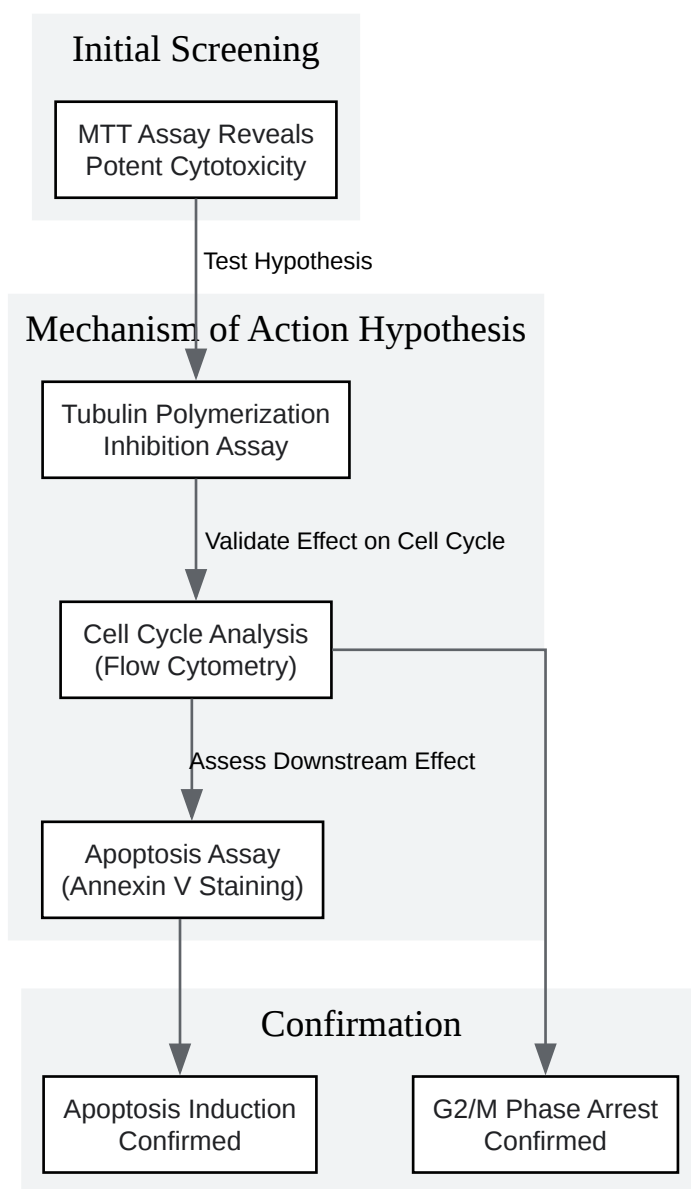 Initial Screening
MTT Assay Reveals
Potent Cytotoxicity
Test Hypothesis
Mechanism of Action Hypothesis
Tubulin Polymerization
Inhibition Assay
Validate Effect on Cell Cycle
Cell Cycle Analysis
(Flow Cytometry)
Assess Downstream Effect
Apoptosis Assay
(Annexin V Staining)
Confirmation
Apoptosis Induction
Confirmed
G2/M Phase Arrest
Confirmed